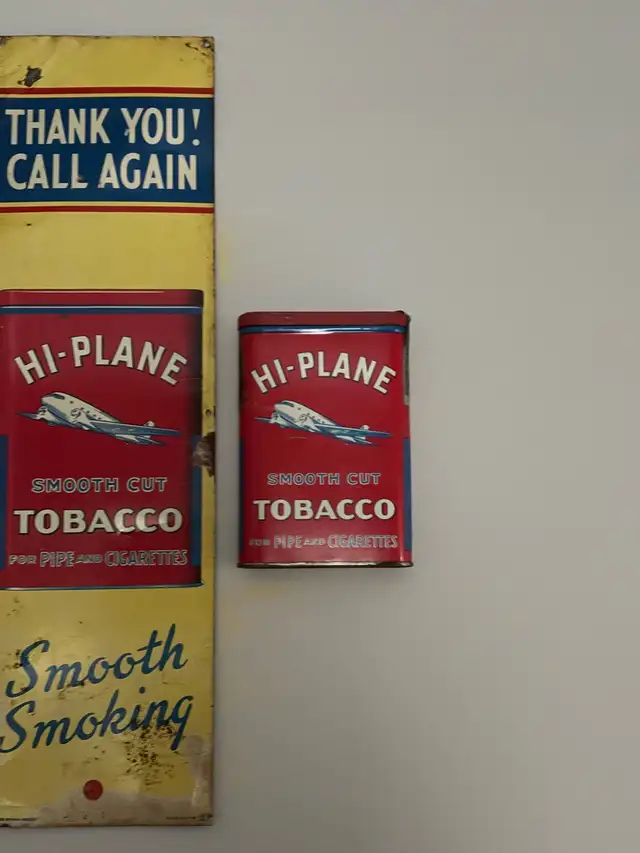 THANK YOU!
CALL AGAIN
HI-PLANE
SMOOTH CUT
TOBACCO
FOR PIPE AND CIGARETTES
Smooth
Smoking
HI-PLANE
SMOOTH CUT
TOBACCO
FOR PIPE AND CIGARETTES